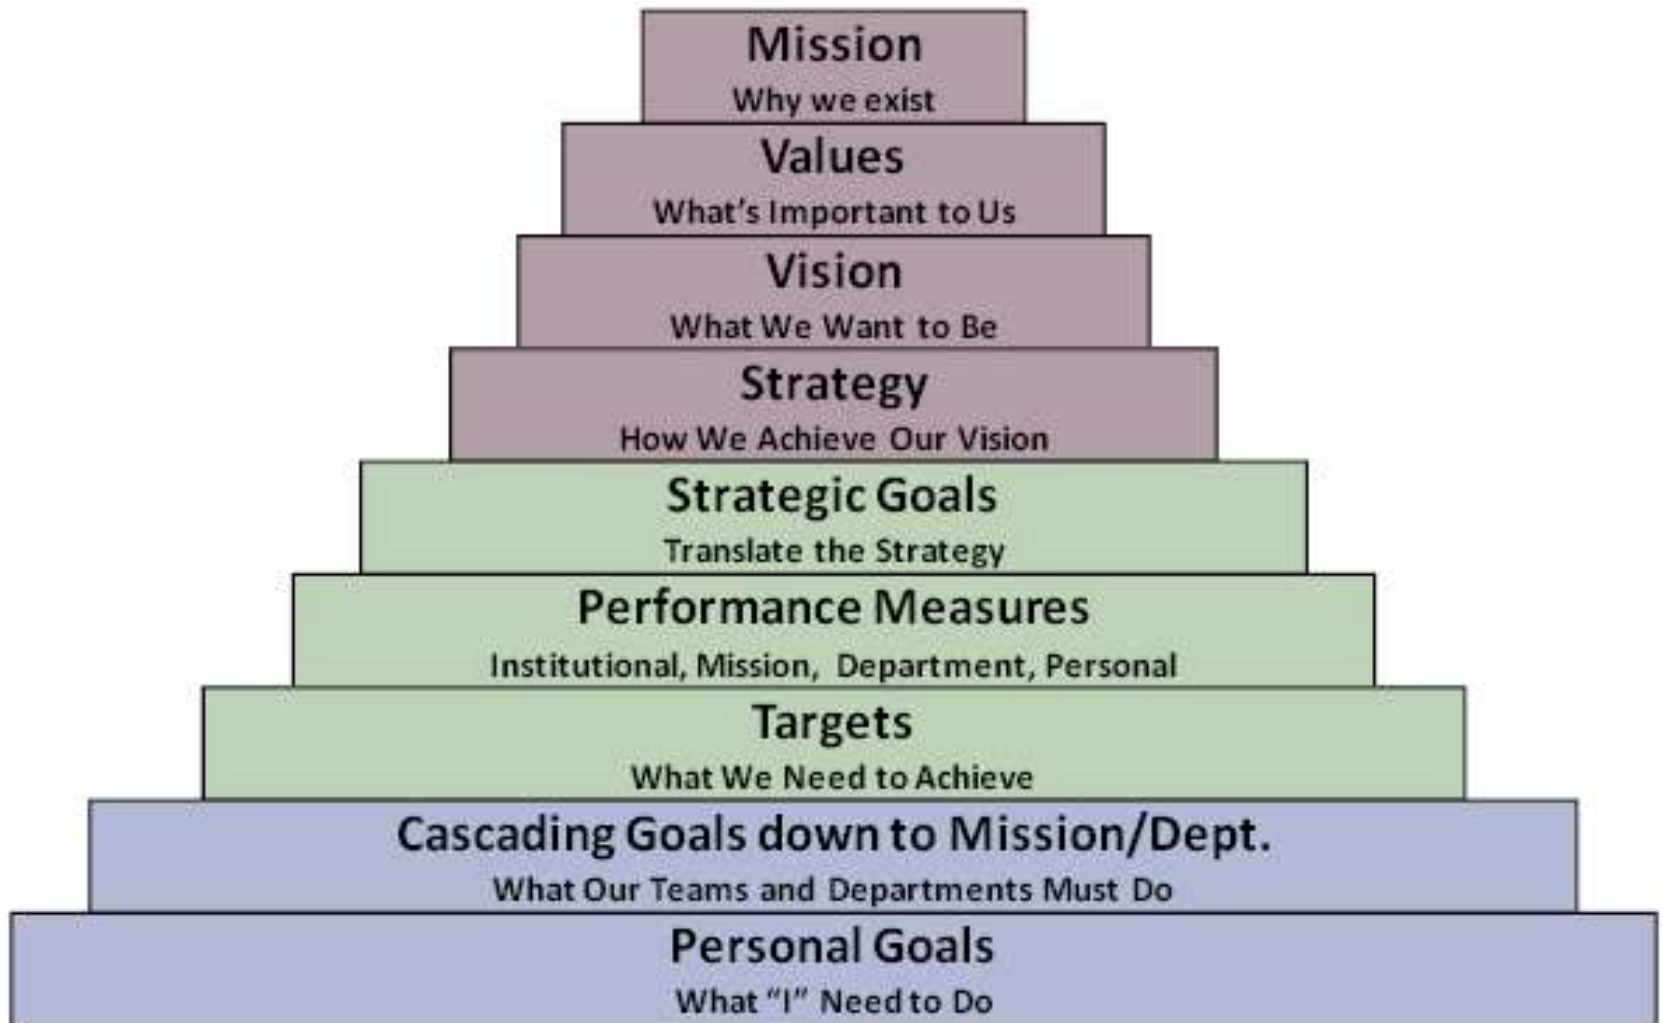 Mission
Why we exist
Values
What's Important to Us
Vision
What We Want to Be
Strategy
How We Achieve Our Vision
Strategic Goals
Translate the Strategy
Performance Measures
Institutional, Mission, Department, Personal
Targets
What We Need to Achieve
Cascading Goals down to Mission/Dept.
What Our Teams and Departments Must Do
Personal Goals
What “I” Need to Do